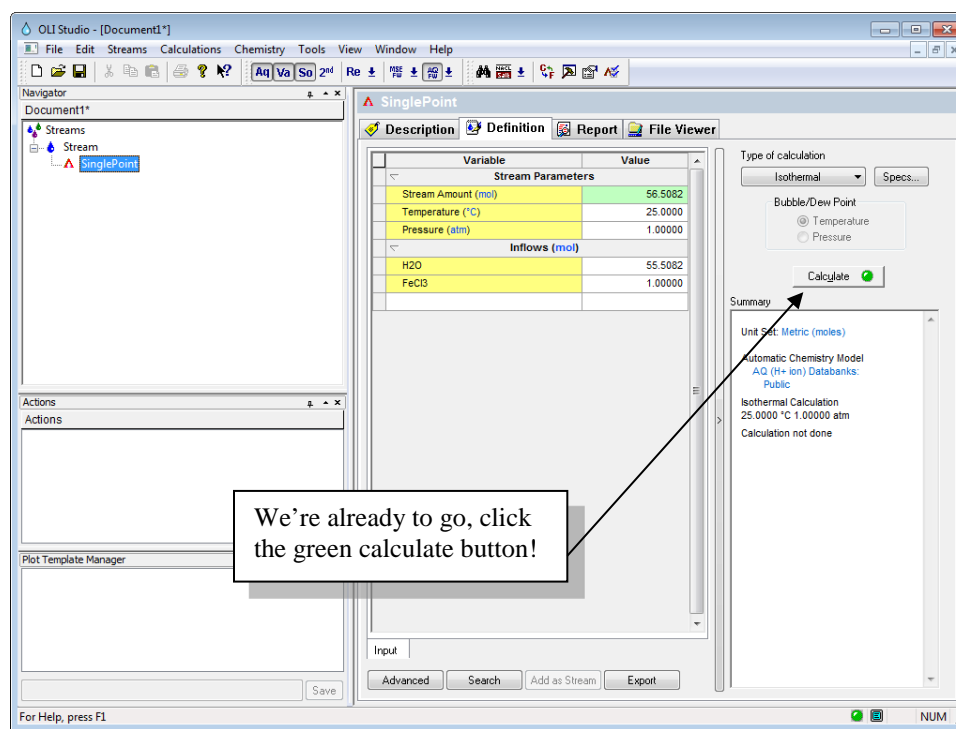 OLI Studio - [Document1*]
File Edit Streams Calculations Chemistry Tools View Window Help
Aq Va So 2nd Re MSE FW AQ FW NACL
Navigator
Document1*
Streams
Stream
SinglePoint
Actions
Actions
Plot Template Manager
Save
SinglePoint
Description Definition Report File Viewer
Variable Value
Stream Parameters
Stream Amount (mol) 56.5082
Temperature (°C) 25.0000
Pressure (atm) 1.00000
Inflows (mol)
H2O 55.5082
FeCl3 1.00000
Input
Advanced Search Add as Stream Export
Type of calculation
Isothermal Specs...
Bubble/Dew Point
Temperature
Pressure
Calculate
Summary
Unit Set: Metric (moles)
Automatic Chemistry Model
AQ (H+ ion) Databanks:
Public
Isothermal Calculation
25.0000 °C 1.00000 atm
Calculation not done
We’re already to go, click
the green calculate button!
For Help, press F1
NUM